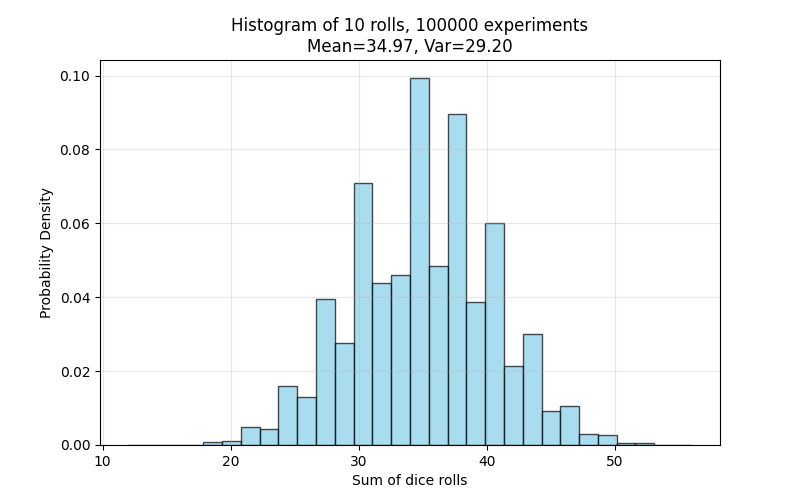 Histogram of 10 rolls, 100000 experiments
Mean=34.97, Var=29.20
Probability Density
0.10
0.08
0.06
0.04
0.02
0.00
10 20 30 40 50
Sum of dice rolls